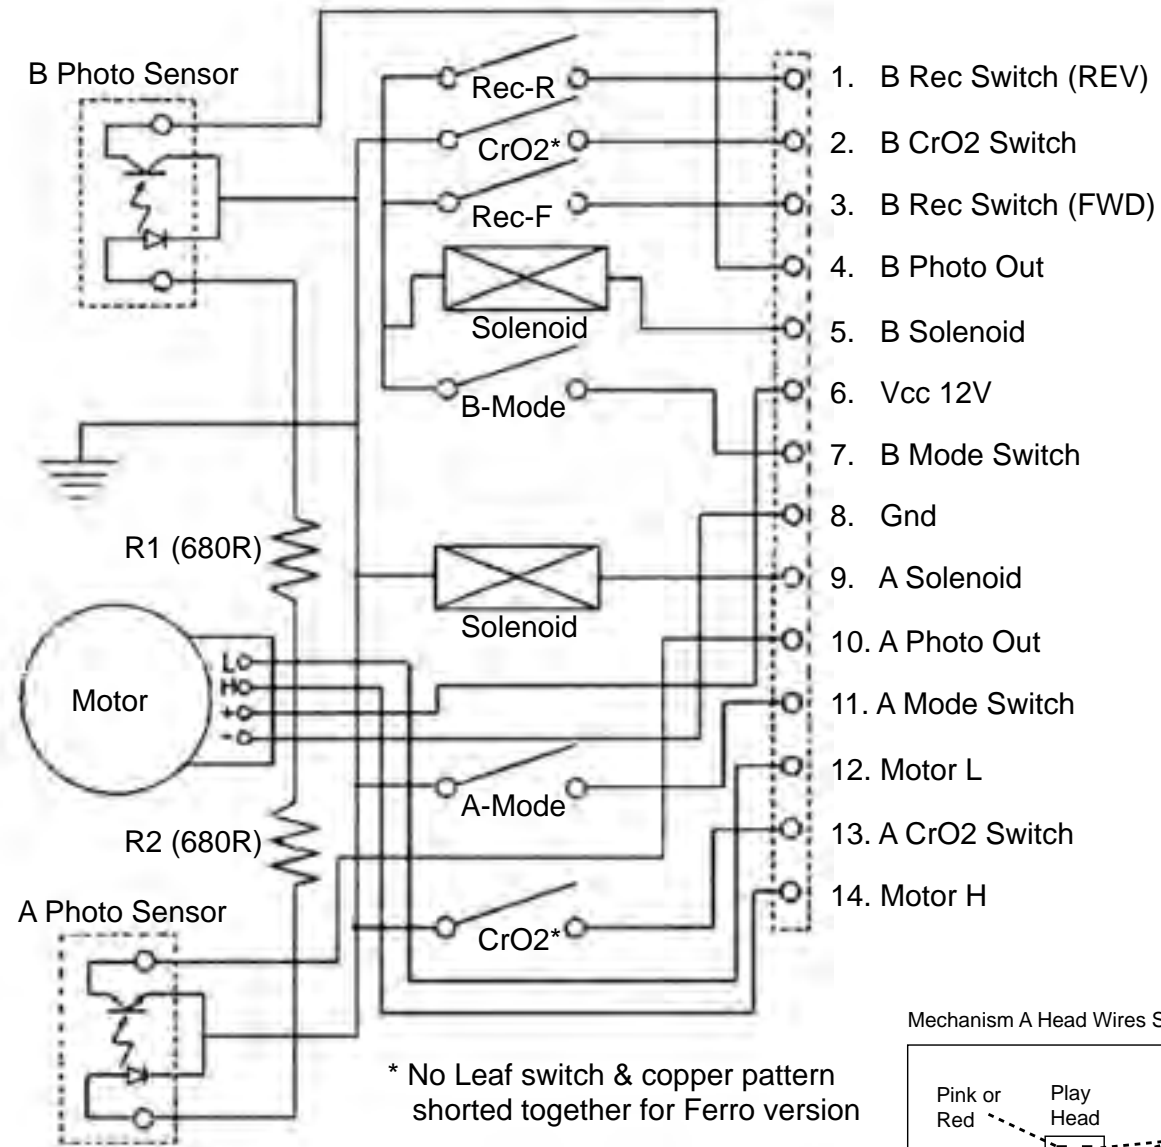 B Photo Sensor
Rec-R
CrO2*
Rec-F
Solenoid
B-Mode
1. B Rec Switch (REV)
2. B CrO2 Switch
3. B Rec Switch (FWD)
4. B Photo Out
5. B Solenoid
6. Vcc 12V
7. B Mode Switch
8. Gnd
9. A Solenoid
10. A Photo Out
11. A Mode Switch
12. Motor L
13. A CrO2 Switch
14. Motor H
R1 (680R)
Solenoid
Motor
L
H
+
-
A-Mode
R2 (680R)
A Photo Sensor
CrO2*
* No Leaf switch & copper pattern
shorted together for Ferro version
Mechanism A Head Wires
Pink or
Red
Play
Head